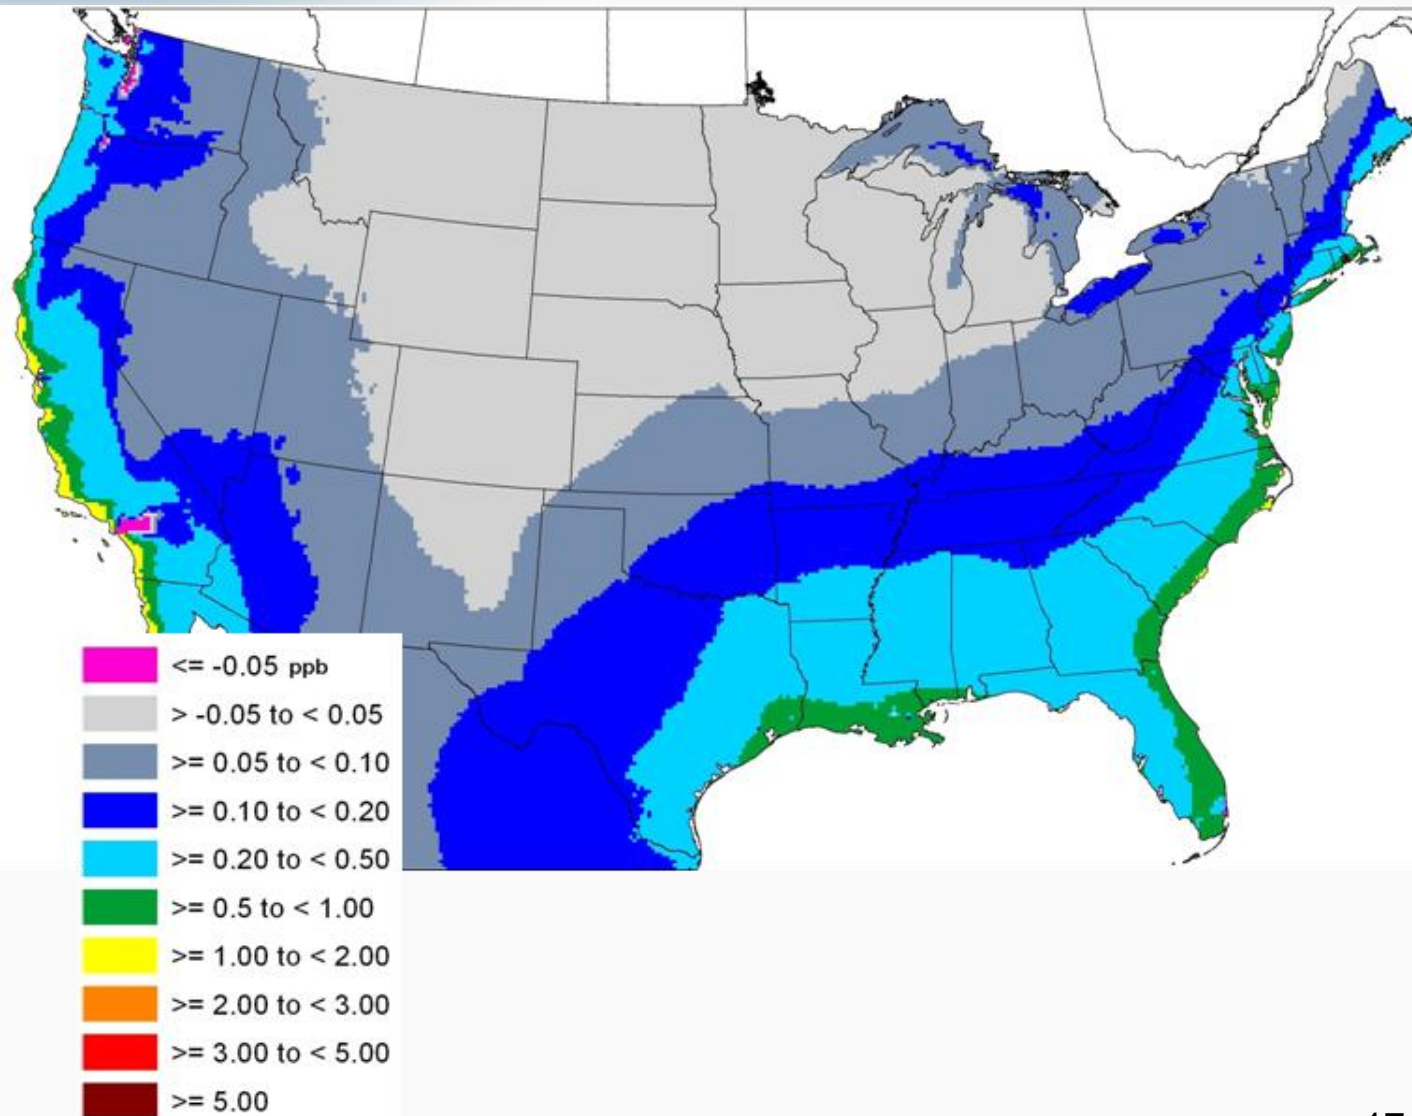 <= -0.05 ppb
> -0.05 to < 0.05
>= 0.05 to < 0.10
>= 0.10 to < 0.20
>= 0.20 to < 0.50
>= 0.5 to < 1.00
>= 1.00 to < 2.00
>= 2.00 to < 3.00
>= 3.00 to < 5.00
>= 5.00